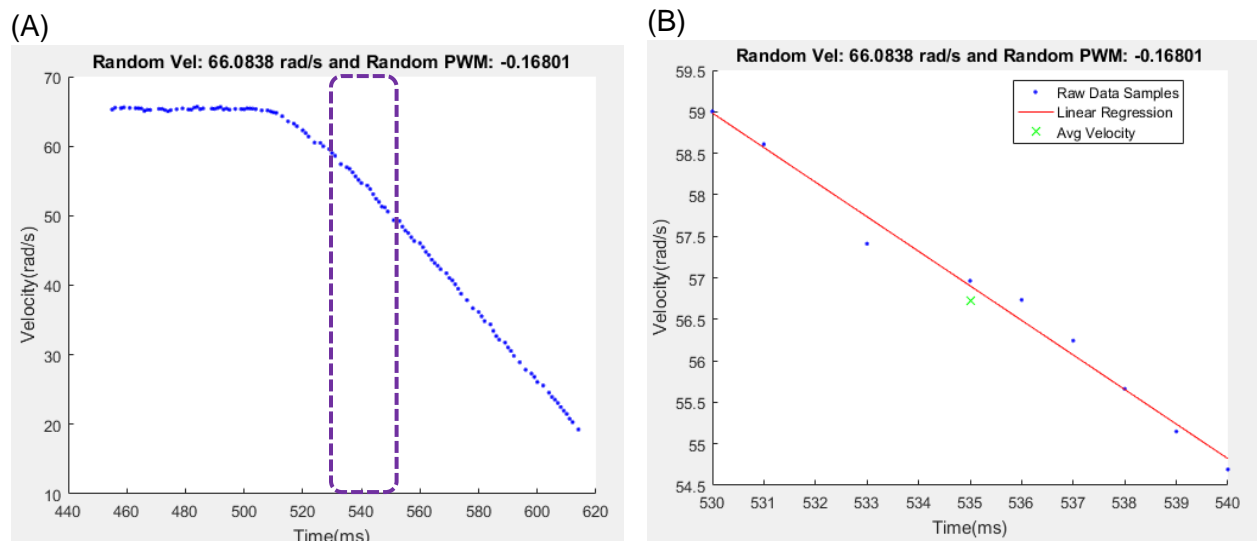 (A)
Random Vel: 66.0838 rad/s and Random PWM: -0.16801
70
60
50
40
30
20
10
Velocity(rad/s)
440 460 480 500 520 540 560 580 600 620
Time(ms)
(B)
Random Vel: 66.0838 rad/s and Random PWM: -0.16801
Raw Data Samples
Linear Regression
Avg Velocity
59.5
59
58.5
58
57.5
57
56.5
56
55.5
55
54.5
Velocity(rad/s)
530 531 532 533 534 535 536 537 538 539 540
Time(ms)